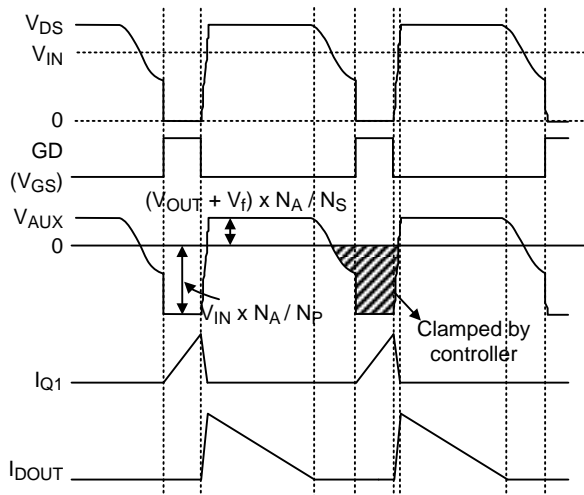 VDS
VIN
0
GD
(VGS)
(VOUT + Vf) x NA / NS
VAUX
0
VIN x NA / NP
Clamped by
controller
IQ1
IDOUT